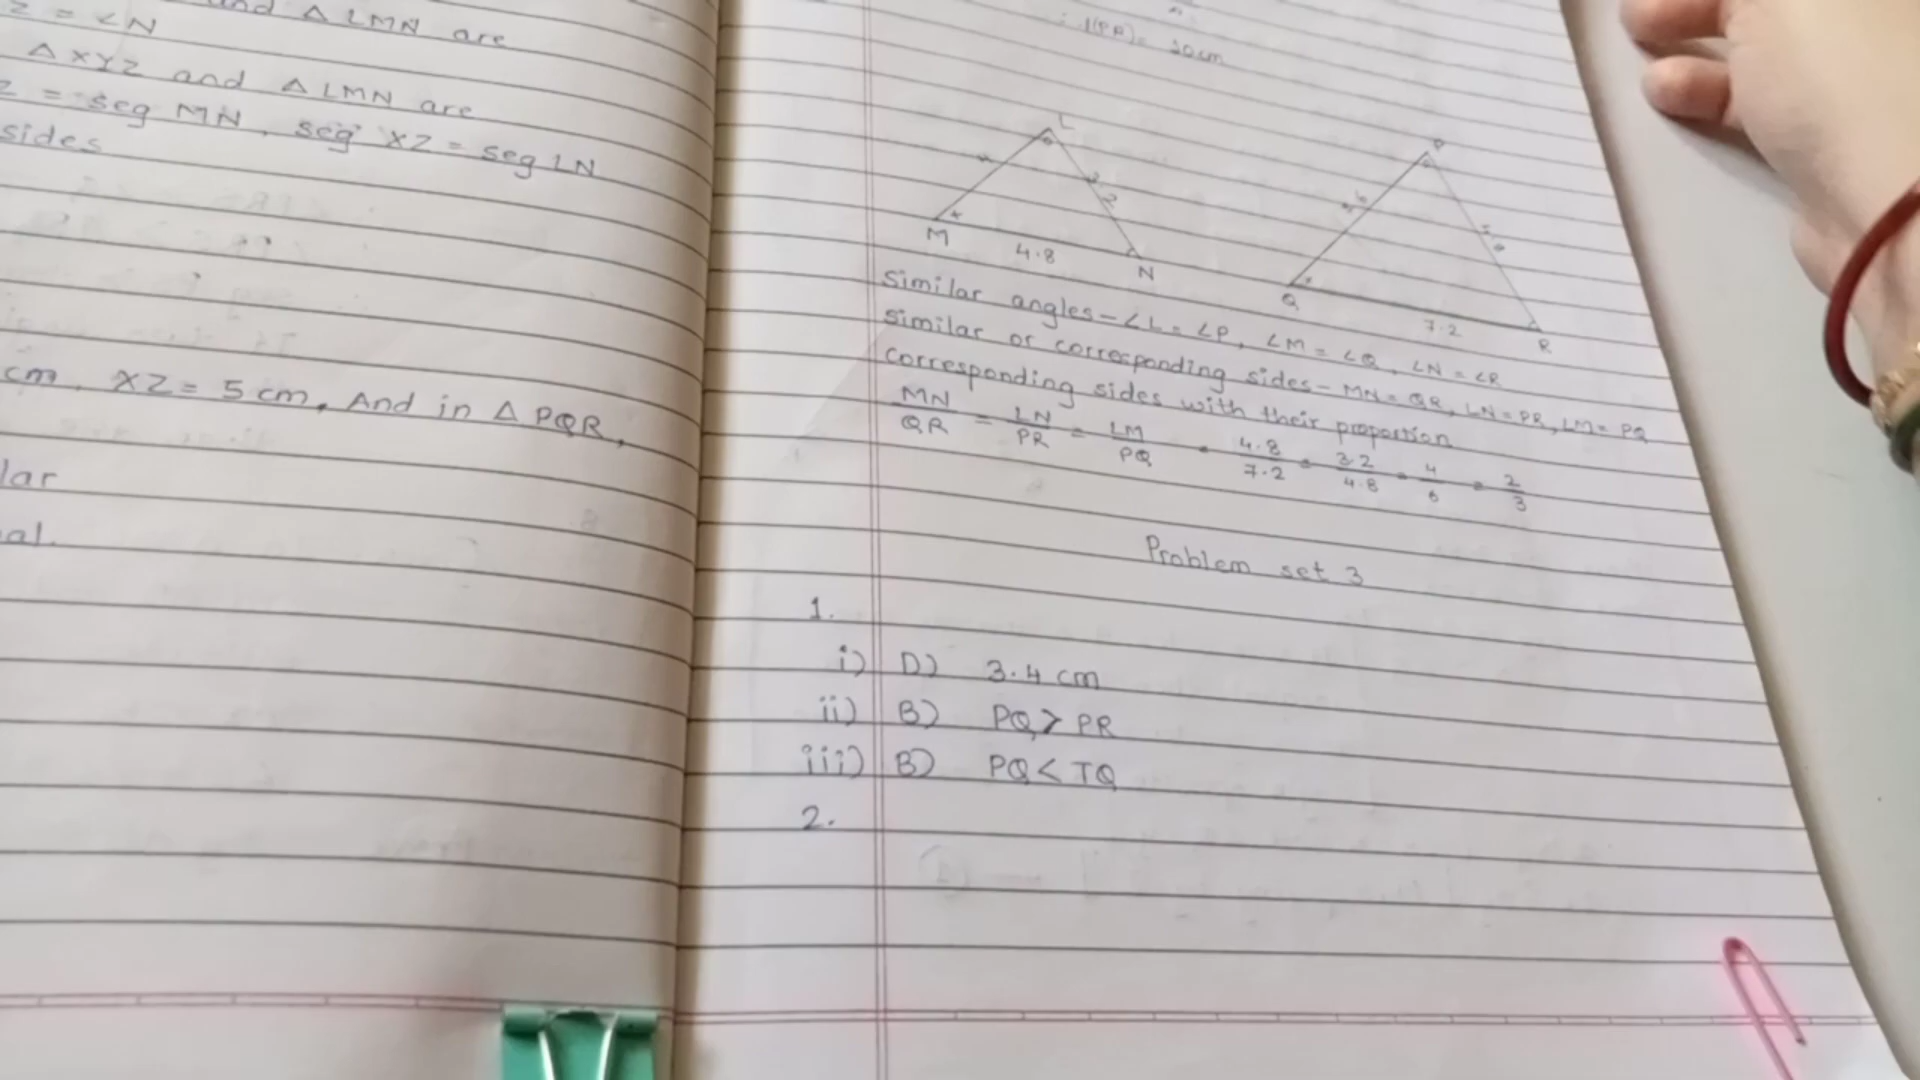 Z = ∠N
and △ LMN are
△ XYZ and △ LMN are
Z = seg MN, seg XZ = seg LN
sides
cm, XZ = 5 cm, And in △ PQR,
lar
al.
∴ l(PR) = 10cm
L
4
3.2
M
4.8
N
P
Q
7.2
R
Similar angles - ∠L = ∠P, ∠M = ∠Q, ∠N = ∠R
similar or corresponding sides - MN = QR, LN = PR, LM = PQ
corresponding sides with their proportion
MN/QR = LN/PR = LM/PQ = 4.8/7.2 = 3.2/4.8 = 4/6 = 2/3
Problem set 3
1.
i) D) 3.4 cm
ii) B) PQ > PR
iii) B) PQ < TQ
2.